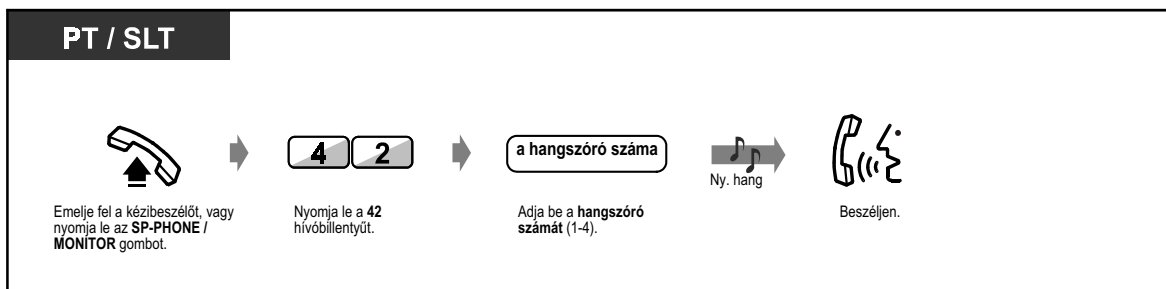 PT / SLT
4 2
a hangszóró száma
Ny. hang
Emelje fel a kézibeszélőt, vagy
nyomja le az SP-PHONE /
MONITOR gombot.
Nyomja le a 42
hívóbillentyűt.
Adja be a hangszóró
számát (1-4).
Beszéljen.